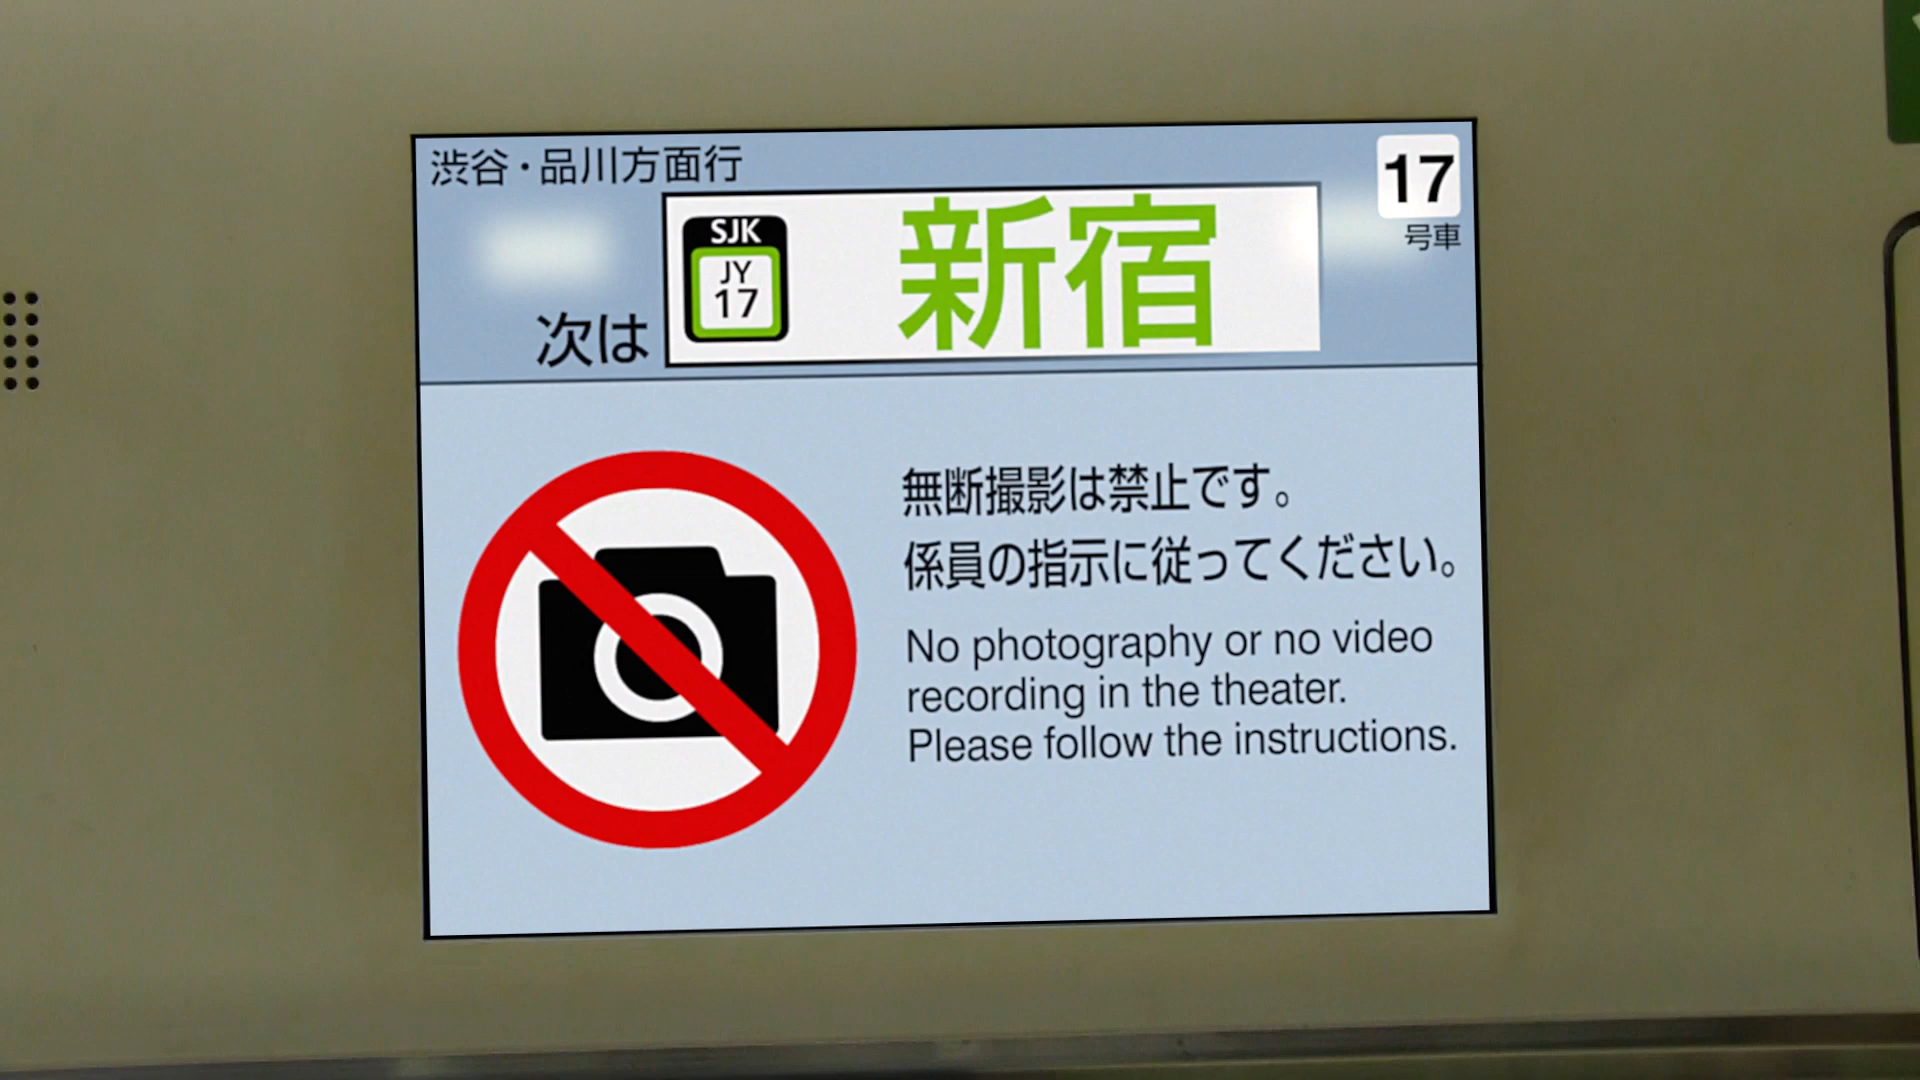 渋谷・品川方面行
17
号車
次は
SJK
JY
17
新宿
無断撮影は禁止です。
係員の指示に従ってください。
No photography or no video
recording in the theater.
Please follow the instructions.